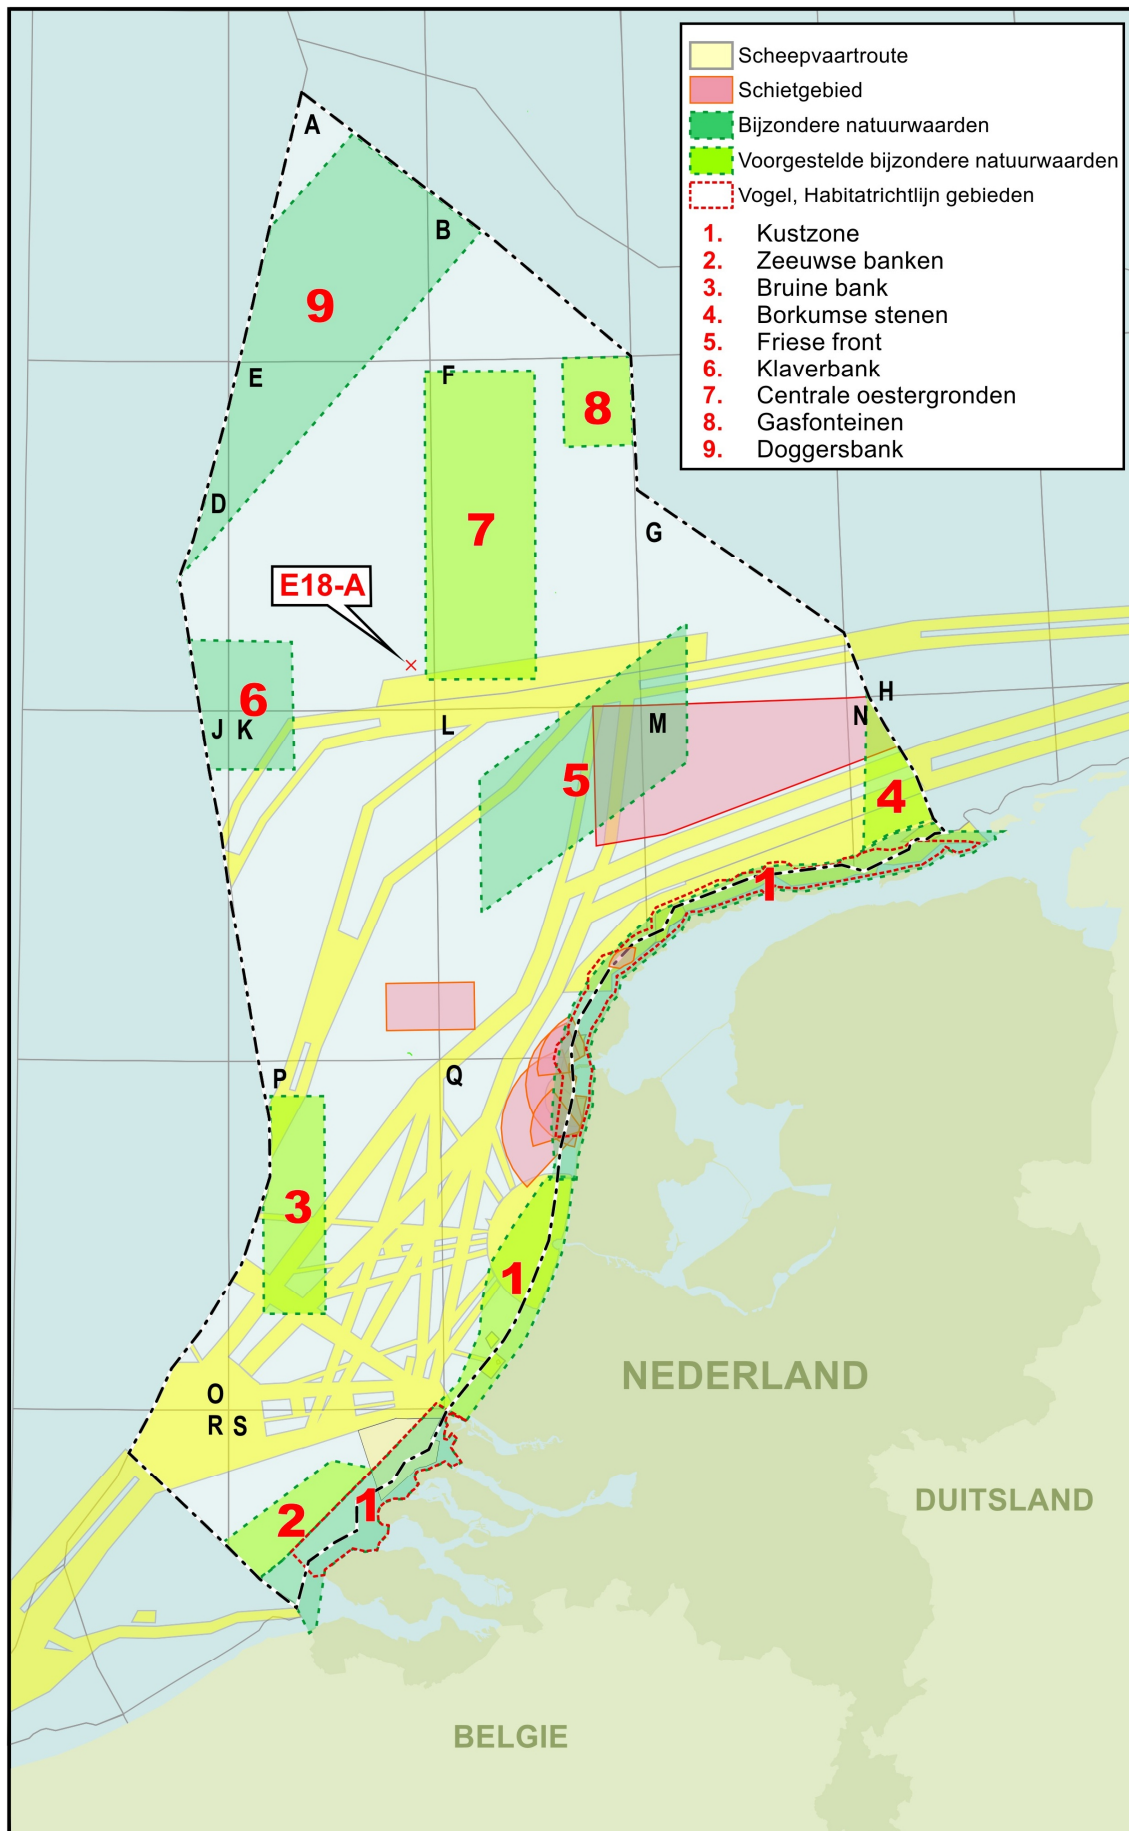 Scheepvaartroute
Schietgebied
Bijzondere natuurwaarden
Voorgestelde bijzondere natuurwaarden
Vogel, Habitatrichtlijn gebieden
1. Kustzone
2. Zeeuwse banken
3. Bruine bank
4. Borkumse stenen
5. Friese front
6. Klaverbank
7. Centrale oestergronden
8. Gasfonteinen
9. Doggersbank
A
B
9
E
F
8
D
7
G
E18-A
6
H
J K
L
M
N
5
4
1
P
Q
3
1
NEDERLAND
O
R S
2
1
DUITSLAND
BELGIE